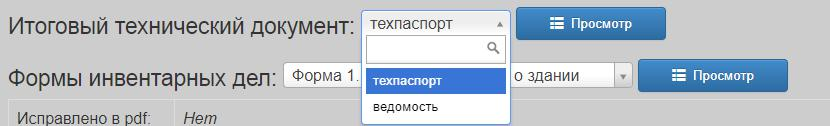 Итоговый технический документ: техпаспорт Просмотр
техпаспорт
Формы инвентарных дел: Форма 1. о здании Просмотр
ведомость
Исправлено в pdf: Нет